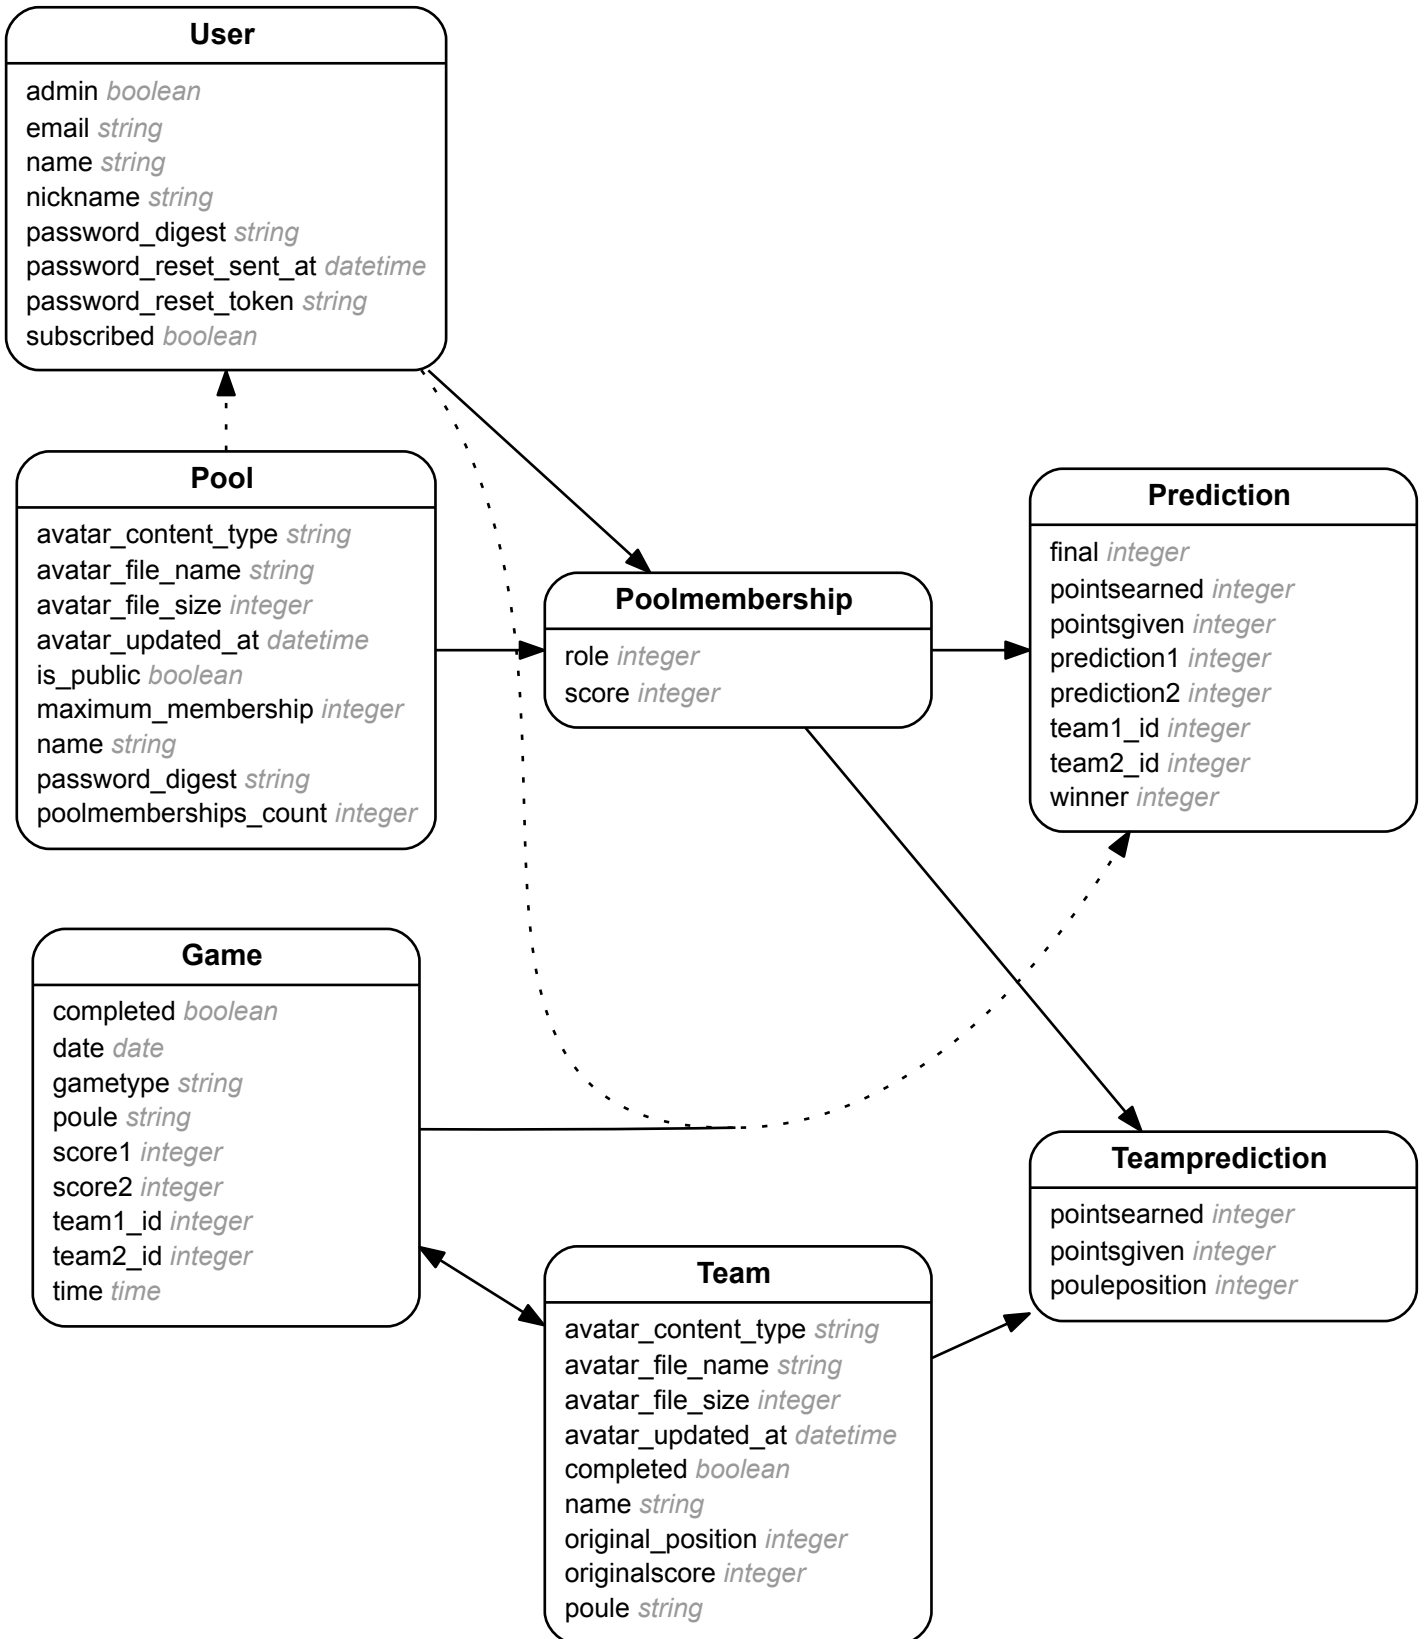 User
admin boolean
email string
name string
nickname string
password_digest string
password_reset_sent_at datetime
password_reset_token string
subscribed boolean
Pool
avatar_content_type string
avatar_file_name string
avatar_file_size integer
avatar_updated_at datetime
is_public boolean
maximum_membership integer
name string
password_digest string
poolmemberships_count integer
Poolmembership
role integer
score integer
Prediction
final integer
pointsearned integer
pointsgiven integer
prediction1 integer
prediction2 integer
team1_id integer
team2_id integer
winner integer
Game
completed boolean
date date
gametype string
poule string
score1 integer
score2 integer
team1_id integer
team2_id integer
time time
Team
avatar_content_type string
avatar_file_name string
avatar_file_size integer
avatar_updated_at datetime
completed boolean
name string
original_position integer
originalscore integer
poule string
Teamprediction
pointsearned integer
pointsgiven integer
pouleposition integer